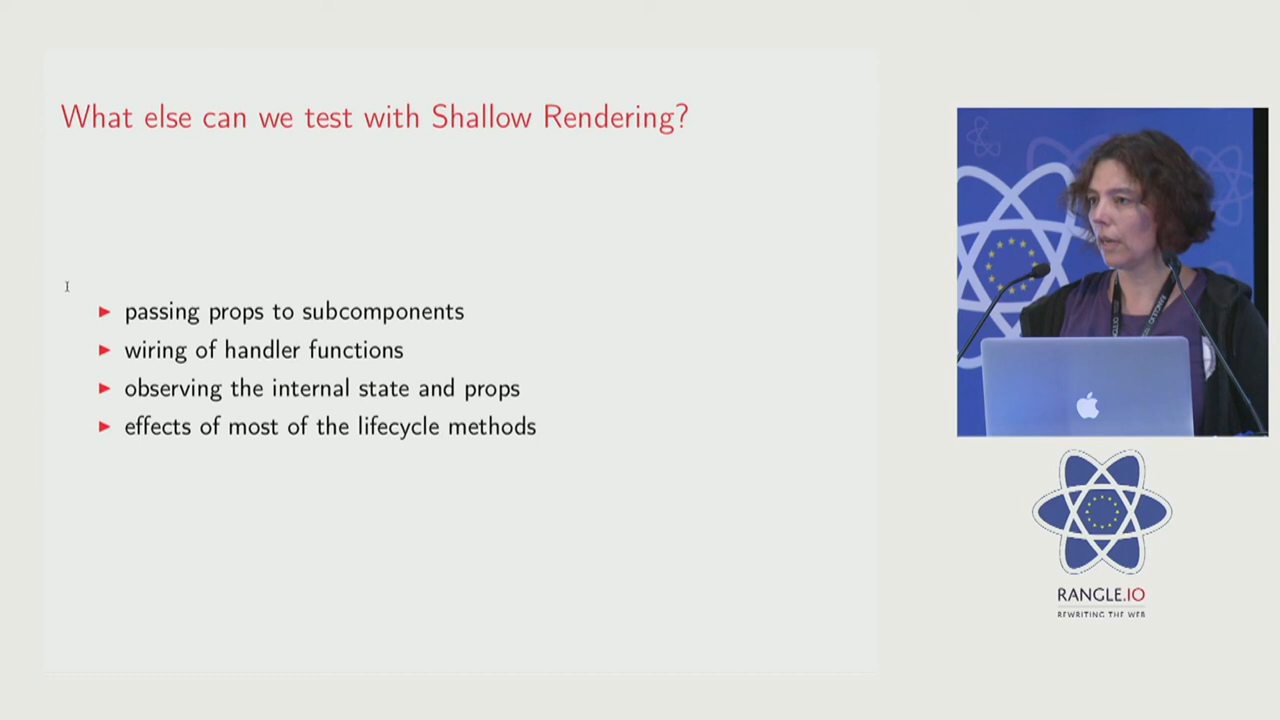 What else can we test with Shallow Rendering?
passing props to subcomponents
wiring of handler functions
observing the internal state and props
effects of most of the lifecycle methods
RANGLE.IO
REWRITING THE WEB